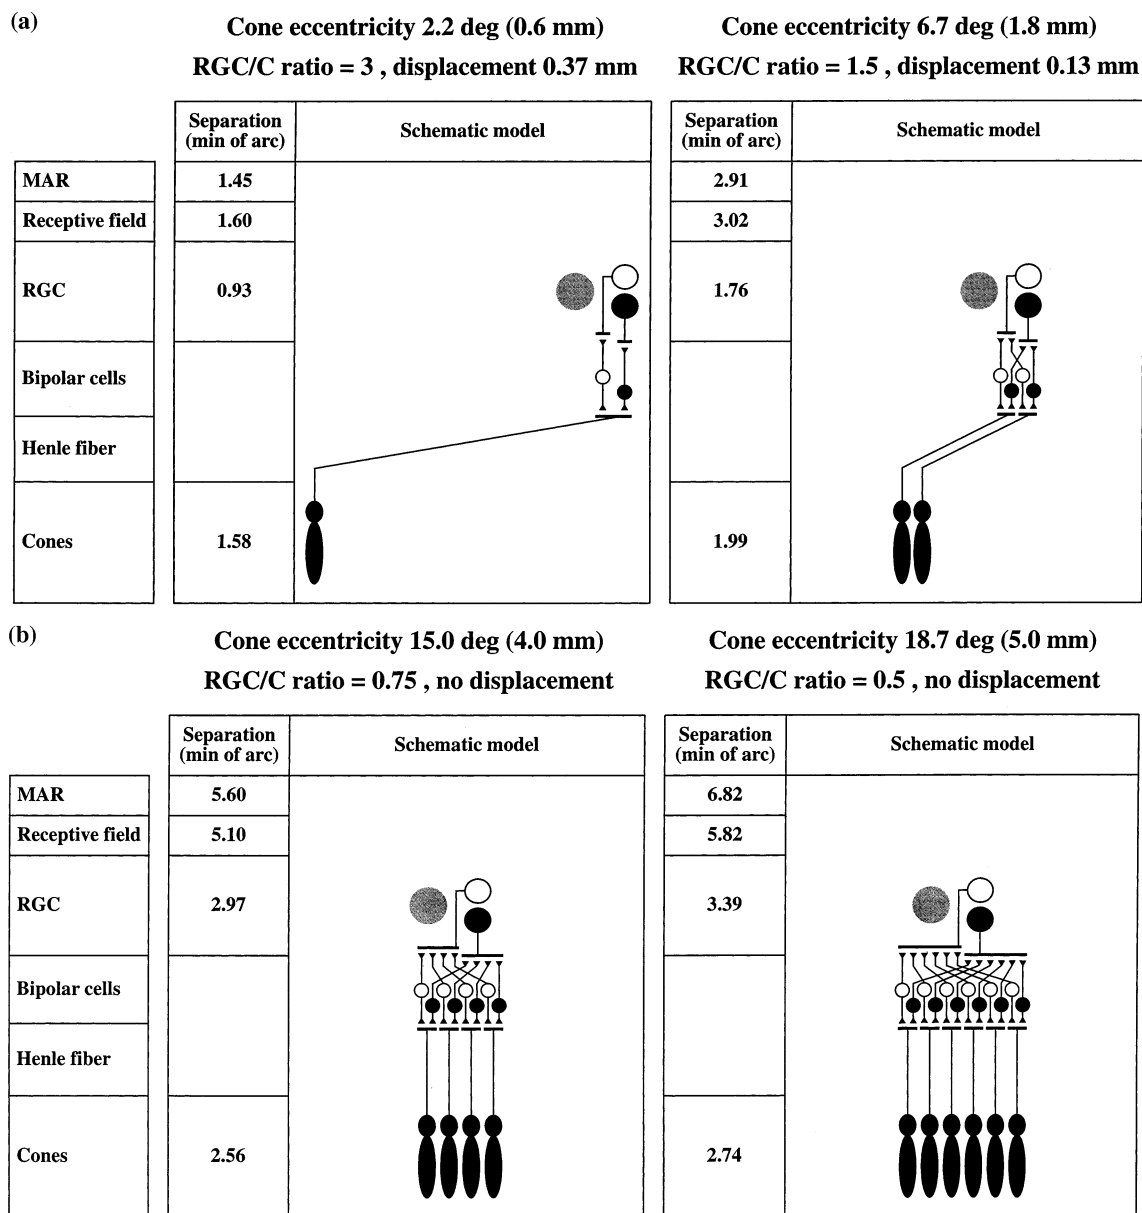 (a)
Cone eccentricity 2.2 deg (0.6 mm)
RGC/C ratio = 3 , displacement 0.37 mm
Cone eccentricity 6.7 deg (1.8 mm)
RGC/C ratio = 1.5 , displacement 0.13 mm
Separation
(min of arc)
Schematic model
Separation
(min of arc)
Schematic model
MAR
1.45
2.91
Receptive field
1.60
3.02
RGC
0.93
1.76
Bipolar cells
Henle fiber
Cones
1.58
1.99
(b)
Cone eccentricity 15.0 deg (4.0 mm)
RGC/C ratio = 0.75 , no displacement
Cone eccentricity 18.7 deg (5.0 mm)
RGC/C ratio = 0.5 , no displacement
Separation
(min of arc)
Schematic model
Separation
(min of arc)
Schematic model
MAR
5.60
6.82
Receptive field
5.10
5.82
RGC
2.97
3.39
Bipolar cells
Henle fiber
Cones
2.56
2.74